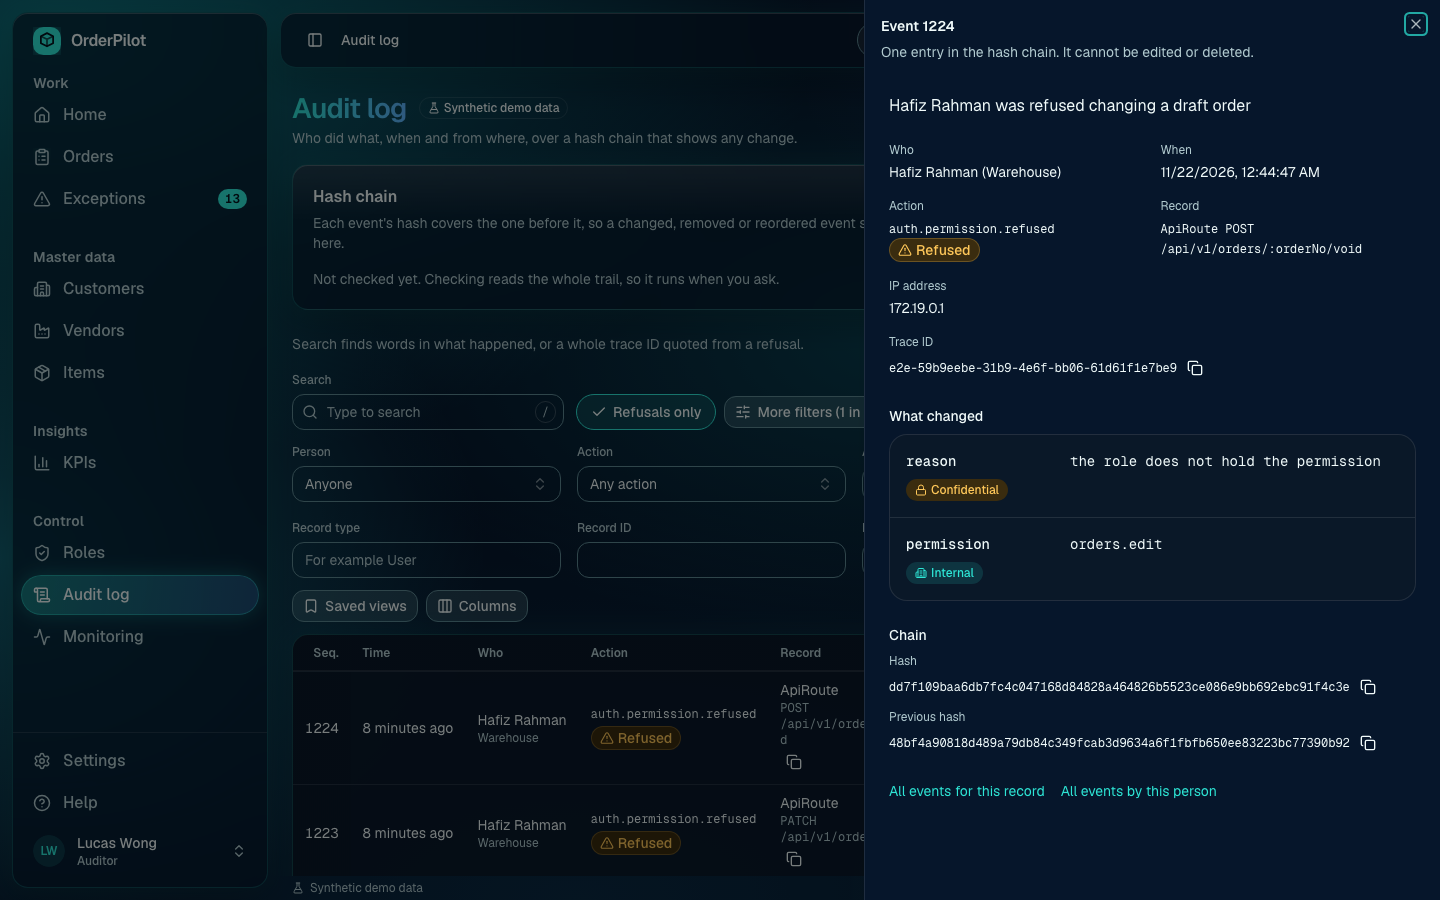 OrderPilot
Work
Home
Orders
Exceptions
13
Master data
Customers
Vendors
Items
Insights
KPIs
Control
Roles
Audit log
Monitoring
Settings
Help
LW
Lucas Wong
Auditor
Audit log
Audit log
Synthetic demo data
Who did what, when and from where, over a hash chain that shows any change.
Hash chain
Each event's hash covers the one before it, so a changed, removed or reordered event s
here.
Not checked yet. Checking reads the whole trail, so it runs when you ask.
Search finds words in what happened, or a whole trace ID quoted from a refusal.
Search
Type to search
/
Refusals only
More filters (1 in
Person
Action
Anyone
Any action
Record type
Record ID
For example User
Saved views
Columns
Seq.
Time
Who
Action
Record
1224
8 minutes ago
Hafiz Rahman
Warehouse
auth.permission.refused
Refused
ApiRoute
POST
/api/v1/orde
d
1223
8 minutes ago
Hafiz Rahman
Warehouse
auth.permission.refused
Refused
ApiRoute
PATCH
/api/v1/orde
Synthetic demo data
Event 1224
One entry in the hash chain. It cannot be edited or deleted.
Hafiz Rahman was refused changing a draft order
Who
Hafiz Rahman (Warehouse)
When
11/22/2026, 12:44:47 AM
Action
auth.permission.refused
Refused
Record
ApiRoute POST
/api/v1/orders/:orderNo/void
IP address
172.19.0.1
Trace ID
e2e-59b9eebe-31b9-4e6f-bb06-61d61f1e7be9
What changed
reason
Confidential
the role does not hold the permission
permission
Internal
orders.edit
Chain
Hash
dd7f109baa6db7fc4c047168d84828a464826b5523ce086e9bb692ebc91f4c3e
Previous hash
48bf4a90818d489a79db84c349fcab3d9634a6f1fbfb650ee83223bc77390b92
All events for this record
All events by this person